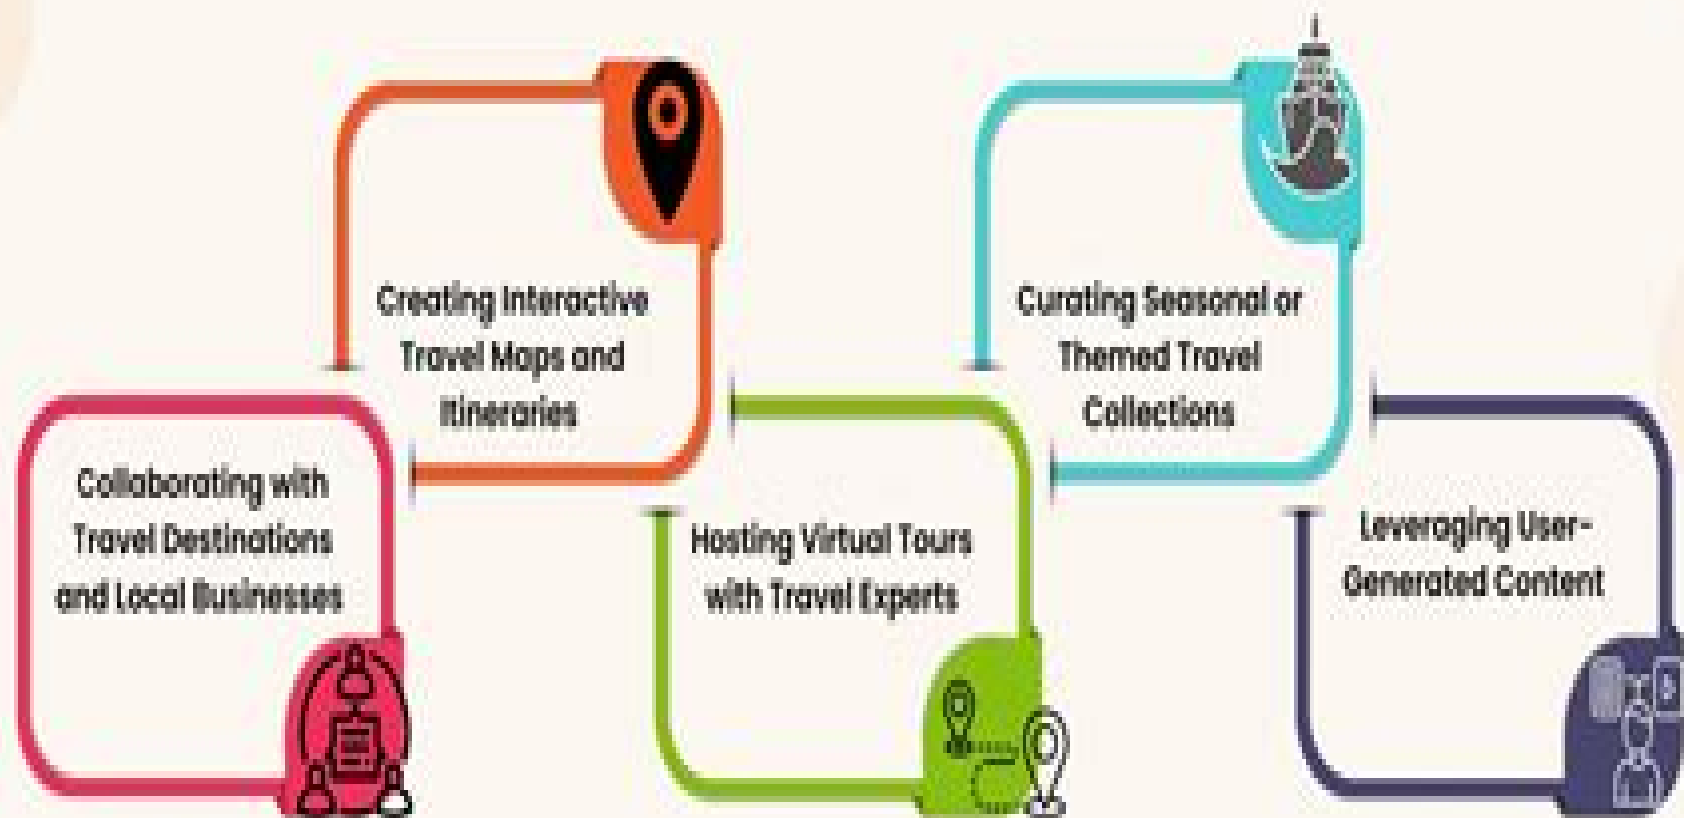 Collaborating with
Travel Destinations
and Local Businesses
Creating Interactive
Travel Maps and
Itineraries
Hosting Virtual Tours
with Travel Experts
Curating Seasonal or
Themed Travel
Collections
Leveraging User-
Generated Content